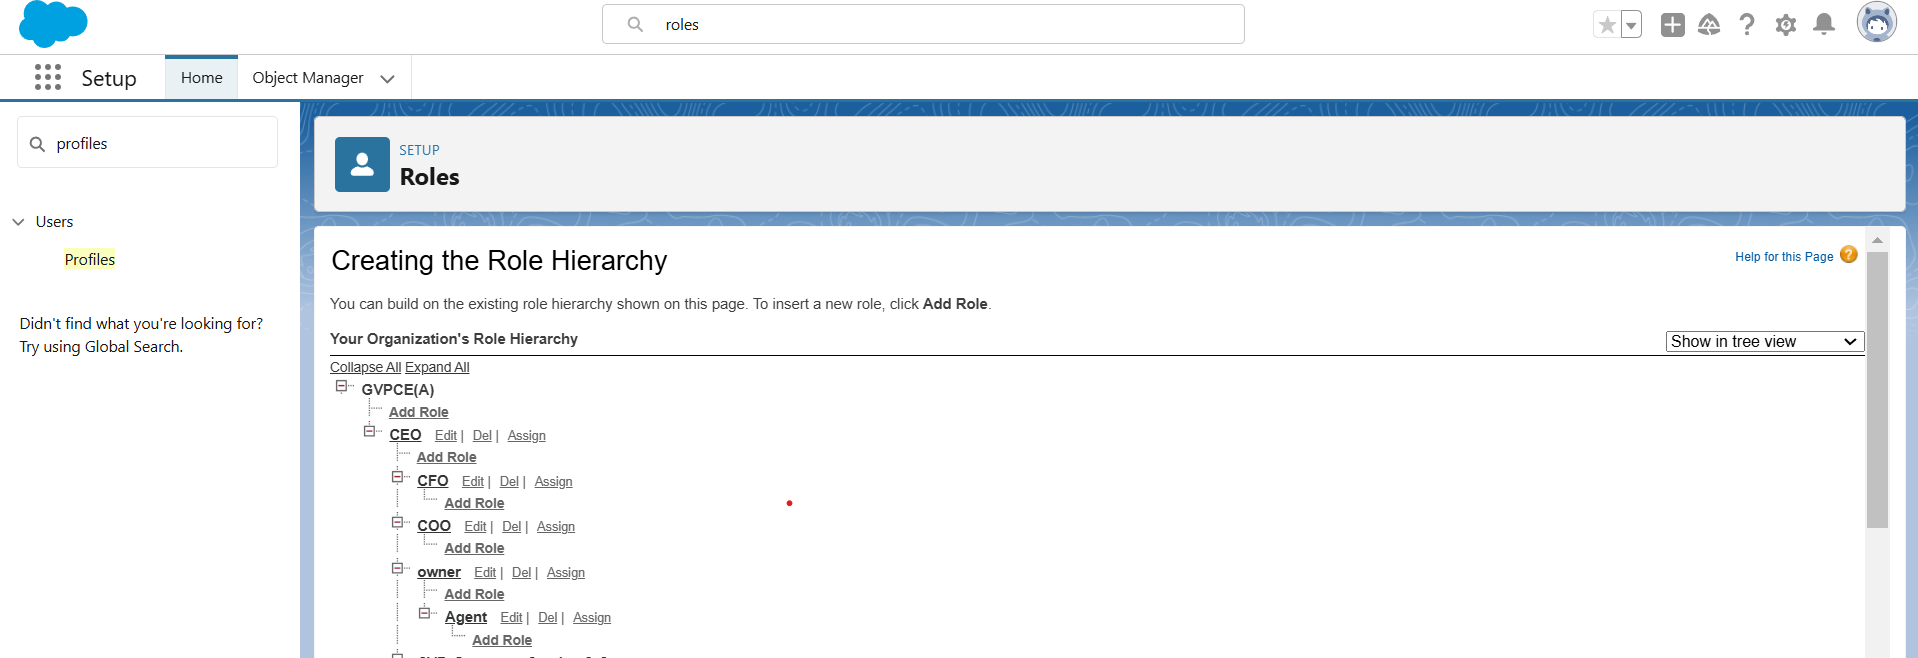 roles
Setup
Home
Object Manager
profiles
Users
Profiles
Didn't find what you're looking for?
Try using Global Search.
SETUP
Roles
Creating the Role Hierarchy
Help for this Page ?
You can build on the existing role hierarchy shown on this page. To insert a new role, click Add Role.
Your Organization's Role Hierarchy
Show in tree view
Collapse All Expand All
GVPCE(A)
Add Role
CEO Edit | Del | Assign
Add Role
CFO Edit | Del | Assign
Add Role
COO Edit | Del | Assign
Add Role
owner Edit | Del | Assign
Add Role
Agent Edit | Del | Assign
Add Role